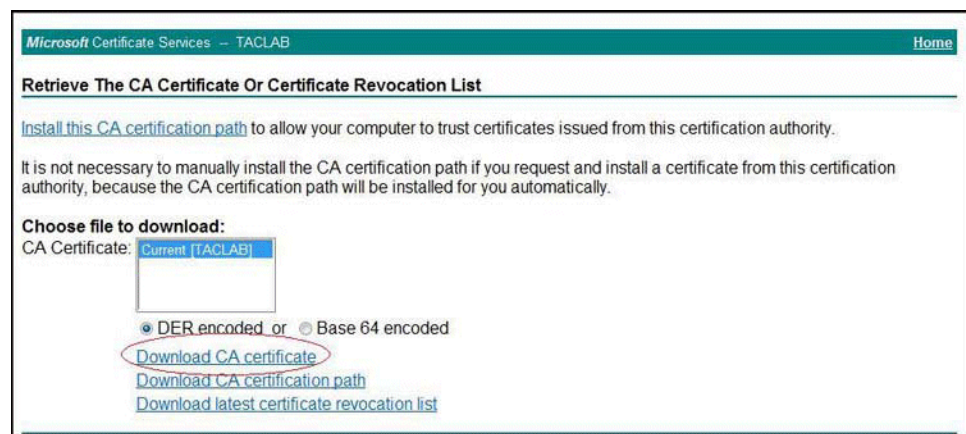 Microsoft Certificate Services -- TACLAB Home
Retrieve The CA Certificate Or Certificate Revocation List
Install this CA certification path to allow your computer to trust certificates issued from this certification authority.
It is not necessary to manually install the CA certification path if you request and install a certificate from this certification
authority, because the CA certification path will be installed for you automatically.
Choose file to download:
CA Certificate: Current [TACLAB]
DER encoded or Base 64 encoded
Download CA certificate
Download CA certification path
Download latest certificate revocation list